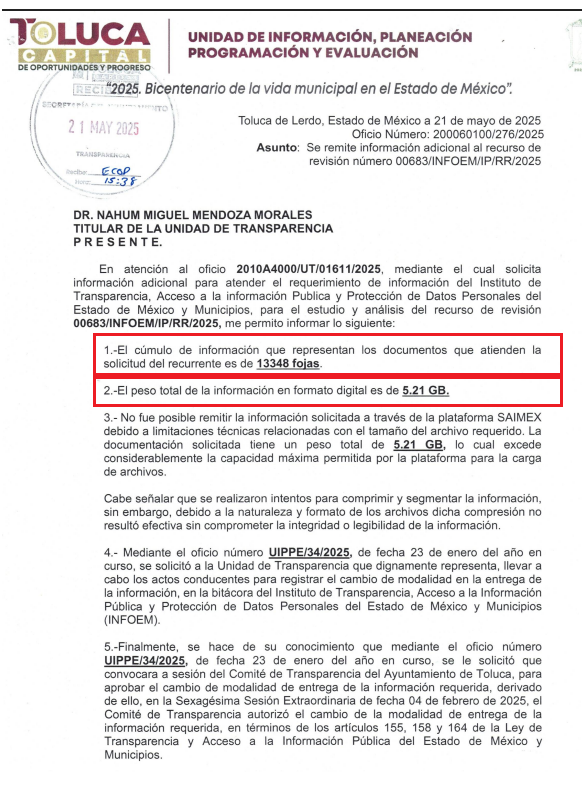 TOLUCA
CAPITAL
DE OPORTUNIDADES Y PROGRESO
UNIDAD DE INFORMACIÓN, PLANEACIÓN
PROGRAMACIÓN Y EVALUACIÓN
"2025. Bicentenario de la vida municipal en el Estado de México".
21 MAY 2025
TRANSPARENCIA
15:38
Toluca de Lerdo, Estado de México a 21 de mayo de 2025
Oficio Número: 200060100/276/2025
Asunto: Se remite información adicional al recurso de
revisión número 00683/INFOEM/IP/RR/2025
DR. NAHUM MIGUEL MENDOZA MORALES
TITULAR DE LA UNIDAD DE TRANSPARENCIA
P R E S E N T E.
En atención al oficio 2010A4000/UT/01611/2025, mediante el cual solicita
información adicional para atender el requerimiento de información del Instituto de
Transparencia, Acceso a la información Publica y Protección de Datos Personales del
Estado de México y Municipios, para el estudio y análisis del recurso de revisión
00683/INFOEM/IP/RR/2025, me permito informar lo siguiente:
1.-El cúmulo de información que representan los documentos que atienden la
solicitud del recurrente es de 13348 fojas.
2.-El peso total de la información en formato digital es de 5.21 GB.
3.- No fue posible remitir la información solicitada a través de la plataforma SAIMEX
debido a limitaciones técnicas relacionadas con el tamaño del archivo requerido. La
documentación solicitada tiene un peso total de 5.21 GB, lo cual excede
considerablemente la capacidad máxima permitida por la plataforma para la carga
de archivos.
Cabe señalar que se realizaron intentos para comprimir y segmentar la información,
sin embargo, debido a la naturaleza y formato de los archivos dicha compresión no
resultó efectiva sin comprometer la integridad o legibilidad de la información.
4.- Mediante el oficio número UIPPE/34/2025, de fecha 23 de enero del año en
curso, se solicitó a la Unidad de Transparencia que dignamente representa, llevar a
cabo los actos conducentes para registrar el cambio de modalidad en la entrega de
la información, en la bitácora del Instituto de Transparencia, Acceso a la Información
Pública y Protección de Datos Personales del Estado de México y Municipios
(INFOEM).
5.-Finalmente, se hace de su conocimiento que mediante el oficio número
UIPPE/34/2025, de fecha 23 de enero del año en curso, se le solicitó que
convocara a sesión del Comité de Transparencia del Ayuntamiento de Toluca, para
aprobar el cambio de modalidad de entrega de la información requerida, derivado
de ello, en la Sexagésima Sesión Extraordinaria de fecha 04 de febrero de 2025, el
Comité de Transparencia autorizó el cambio de la modalidad de entrega de la
información requerida, en términos de los artículos 155, 158 y 164 de la Ley de
Transparencia y Acceso a la Información Pública del Estado de México y
Municipios.